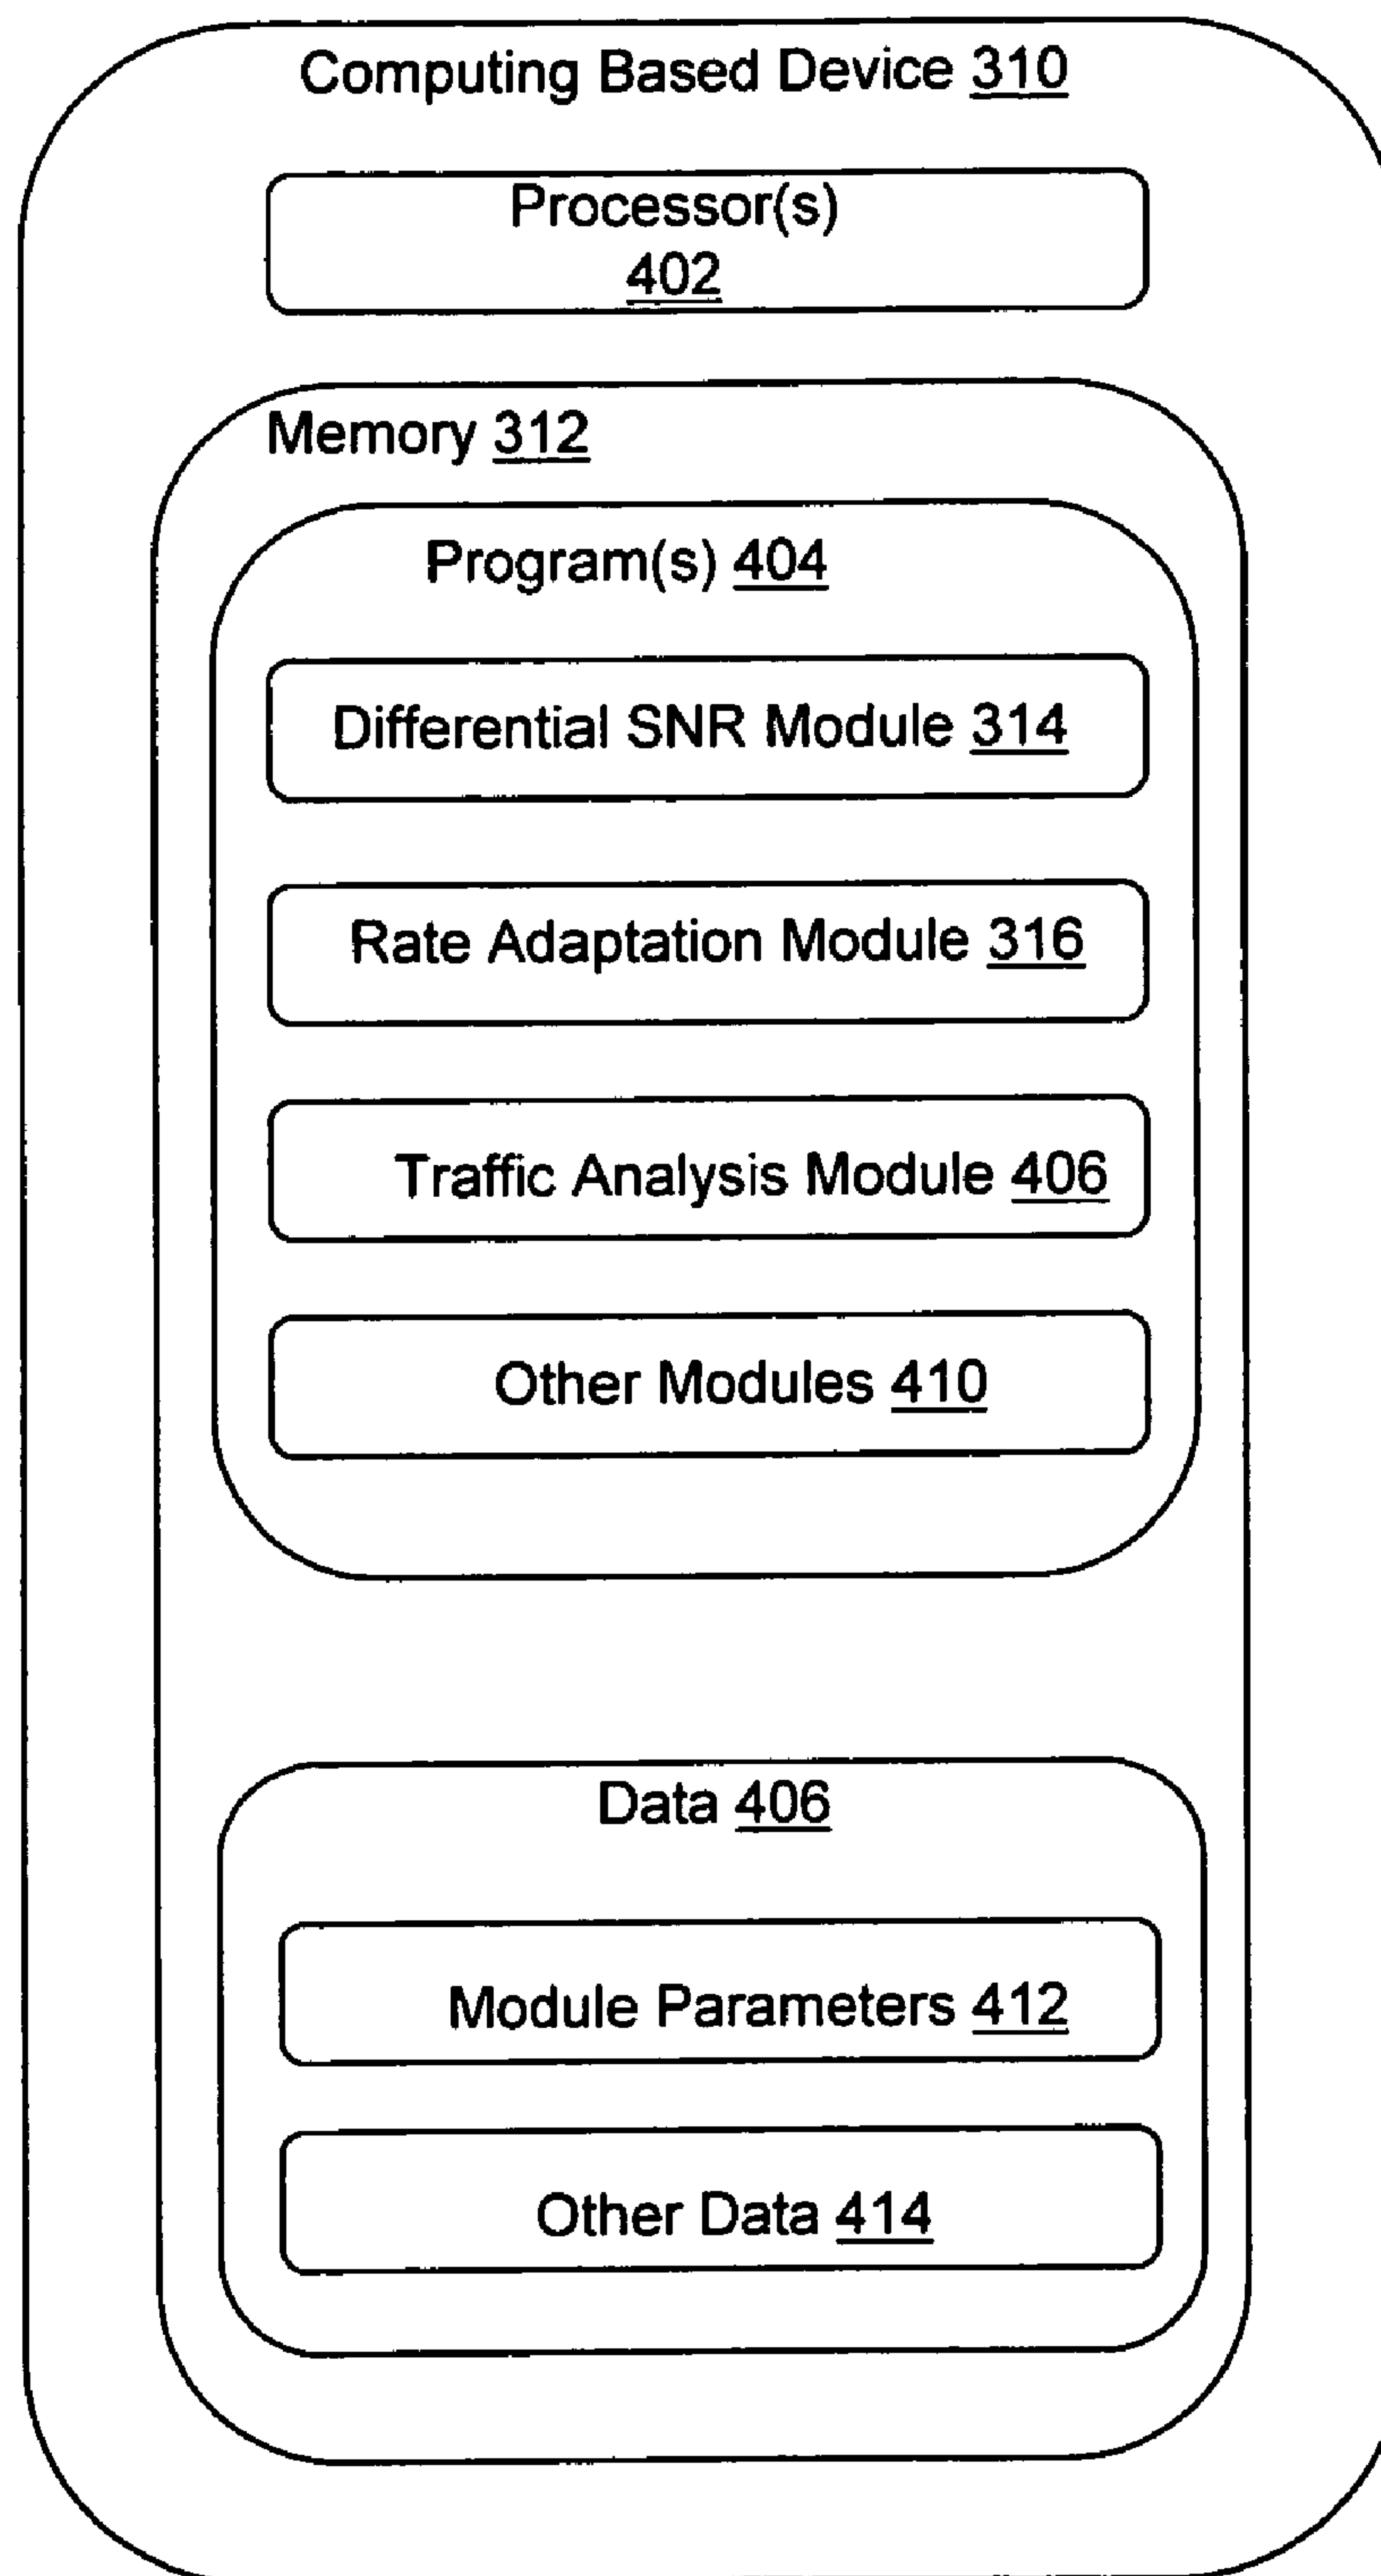 Computing Based Device 310
Processor(s)
402
Memory 312
Program(s) 404
Differential SNR Module 314
Rate Adaptation Module 316
Traffic Analysis Module 406
Other Modules 410
Data 406
Module Parameters 412
Other Data 414